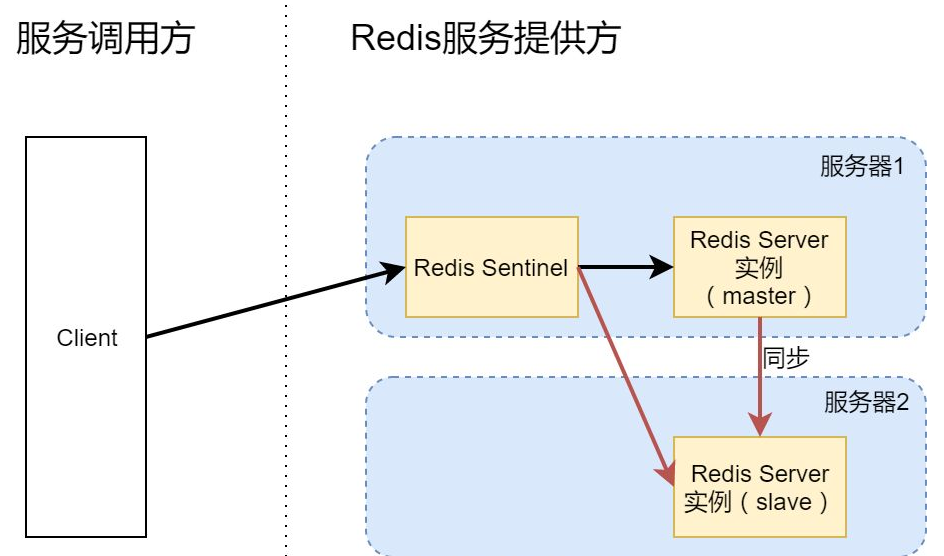 服务调用方
Redis服务提供方
服务器1
Redis Sentinel
Redis Server
实例
（master）
Client
同步
服务器2
Redis Server
实例（slave）